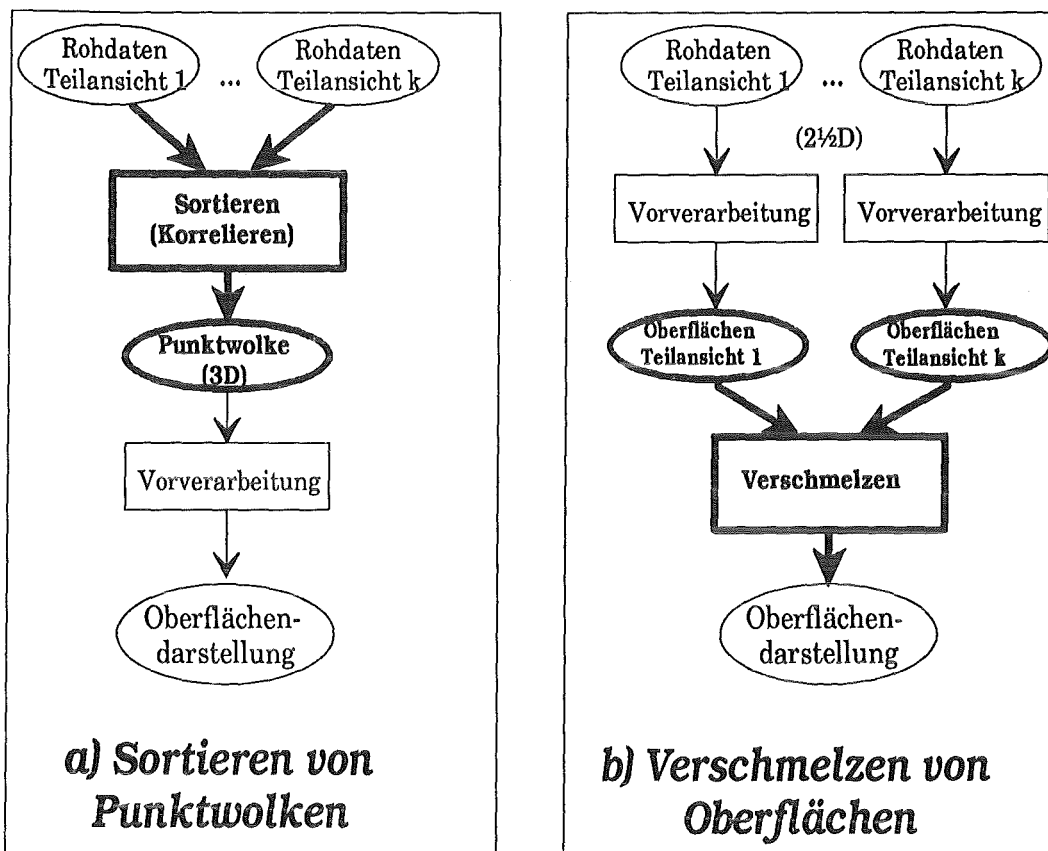 Rohdaten
Teilansicht 1
...
Rohdaten
Teilansicht k
Sortieren
(Korrelieren)
Punktwolke
(3D)
Vorverarbeitung
Oberflächen-
darstellung
a) Sortieren von
Punktwolken
Rohdaten
Teilansicht 1
...
Rohdaten
Teilansicht k
(2½D)
Vorverarbeitung
Vorverarbeitung
Oberflächen
Teilansicht 1
Oberflächen
Teilansicht k
Verschmelzen
Oberflächen-
darstellung
b) Verschmelzen von
Oberflächen